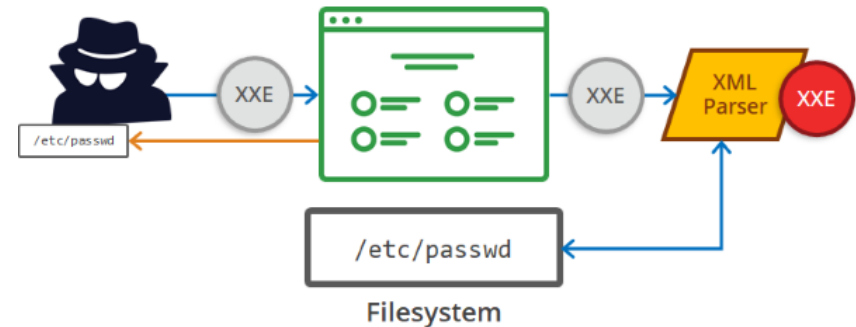 XXE
XXE
XML
Parser
XXE
/etc/passwd
/etc/passwd
Filesystem